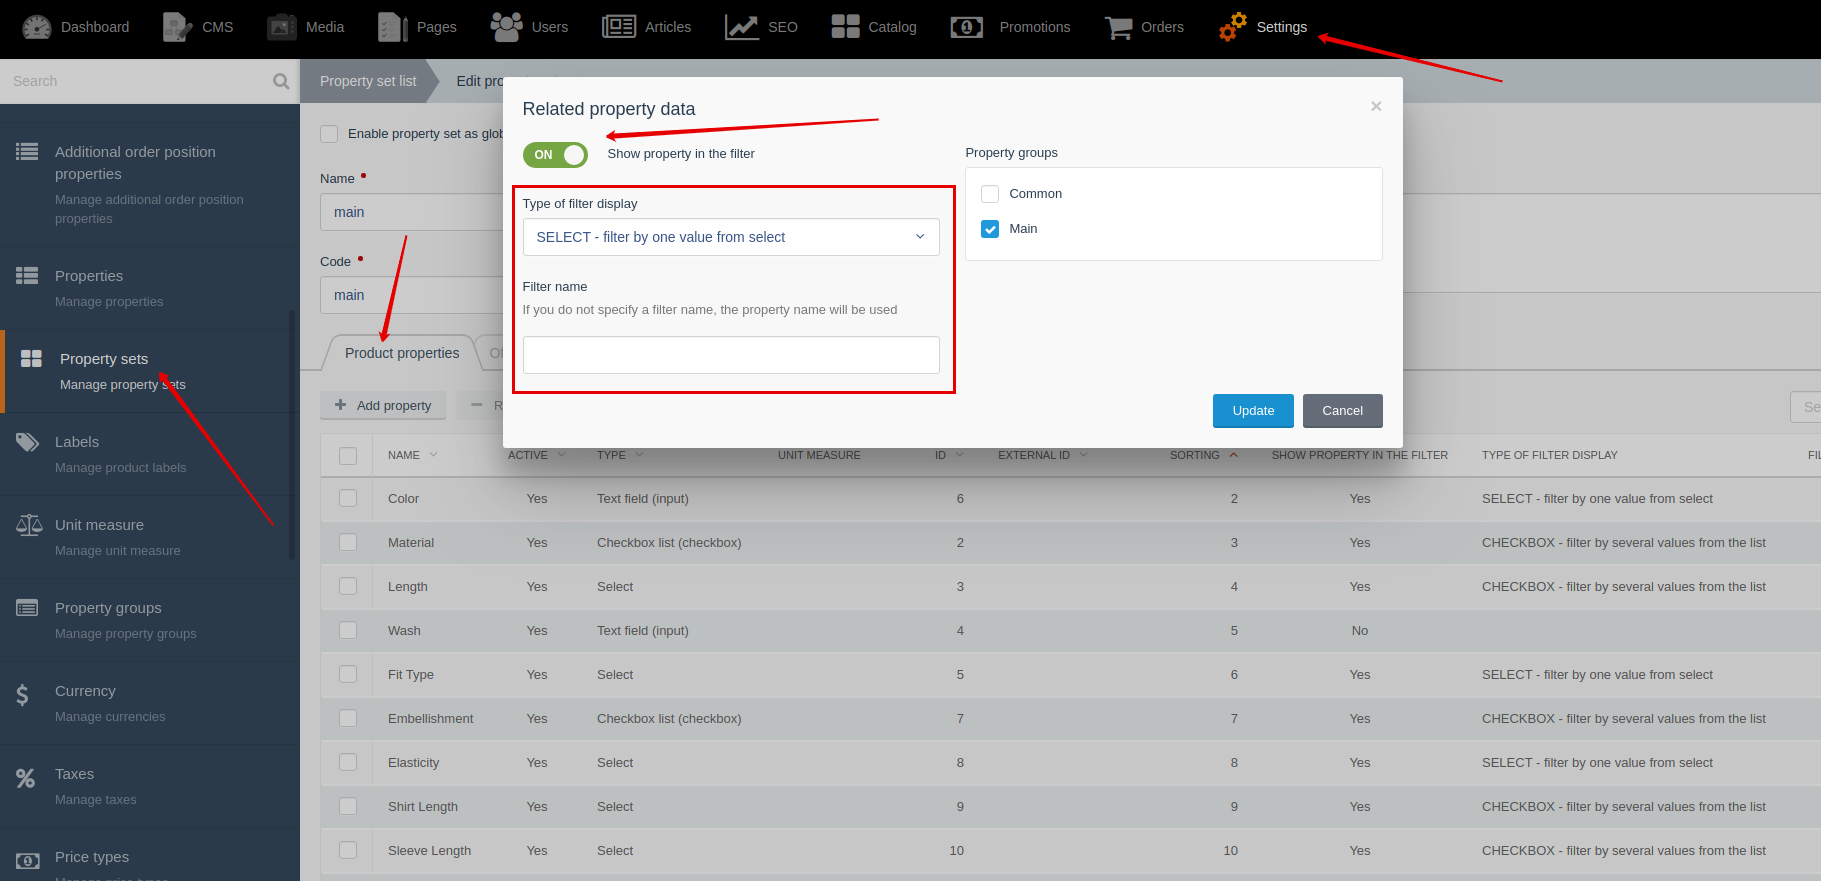 Dashboard
CMS
Media
Pages
Users
Articles
SEO
Catalog
Promotions
Orders
Settings
Search
Additional order position
properties
Manage additional order position
properties
Properties
Manage properties
Property sets
Manage property sets
Labels
Manage product labels
Unit measure
Manage unit measure
Property groups
Manage property groups
Currency
Manage currencies
Taxes
Manage taxes
Price types
Property set list
Edit
Enable property set as
Name
main
Code
main
Product properties
Add property
Related property data
×
ON
Show property in the filter
Type of filter display
SELECT - filter by one value from select
Filter name
If you do not specify a filter name, the property name will be used
Property groups
Common
Main
Update
Cancel
NAME ACTIVE TYPE UNIT MEASURE ID EXTERNAL ID SORTING SHOW PROPERTY IN THE FILTER TYPE OF FILTER DISPLAY
Color Yes Text field (input) 6 2 Yes SELECT - filter by one value from select
Material Yes Checkbox list (checkbox) 2 3 Yes CHECKBOX - filter by several values from the list
Length Yes Select 3 4 Yes CHECKBOX - filter by several values from the list
Wash Yes Text field (input) 4 5 No
Fit Type Yes Select 5 6 Yes SELECT - filter by one value from select
Embellishment Yes Checkbox list (checkbox) 7 7 Yes CHECKBOX - filter by several values from the list
Elasticity Yes Select 8 8 Yes SELECT - filter by one value from select
Shirt Length Yes Select 9 9 Yes CHECKBOX - filter by several values from the list
Sleeve Length Yes Select 10 10 Yes CHECKBOX - filter by several values from the list